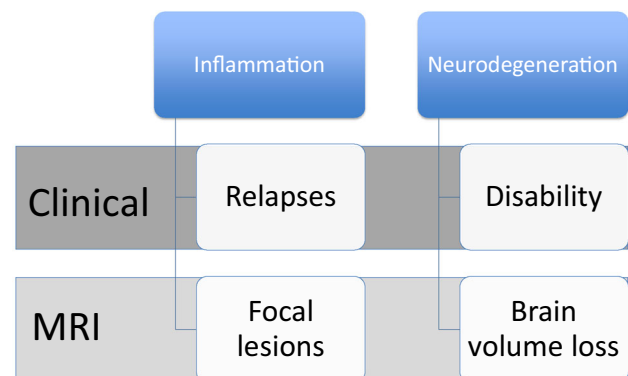 Inflammation
Neurodegeneration
Clinical
Relapses
Disability
MRI
Focal
lesions
Brain
volume loss